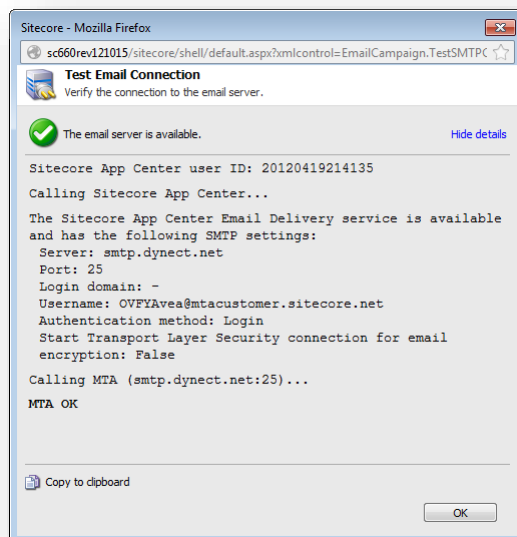 Sitecore - Mozilla Firefox
sc660rev121015/sitecore/shell/default.aspx?xmlcontrol=EmailCampaign.TestSMTPC
Test Email Connection
Verify the connection to the email server.
The email server is available.
Hide details
Sitecore App Center user ID: 20120419214135
Calling Sitecore App Center...
The Sitecore App Center Email Delivery service is available
and has the following SMTP settings:
Server: smtp.dynect.net
Port: 25
Login domain: -
Username: OVFYAvea@mtacustomer.sitecore.net
Authentication method: Login
Start Transport Layer Security connection for email
encryption: False
Calling MTA (smtp.dynect.net:25)...
MTA OK
Copy to clipboard
OK